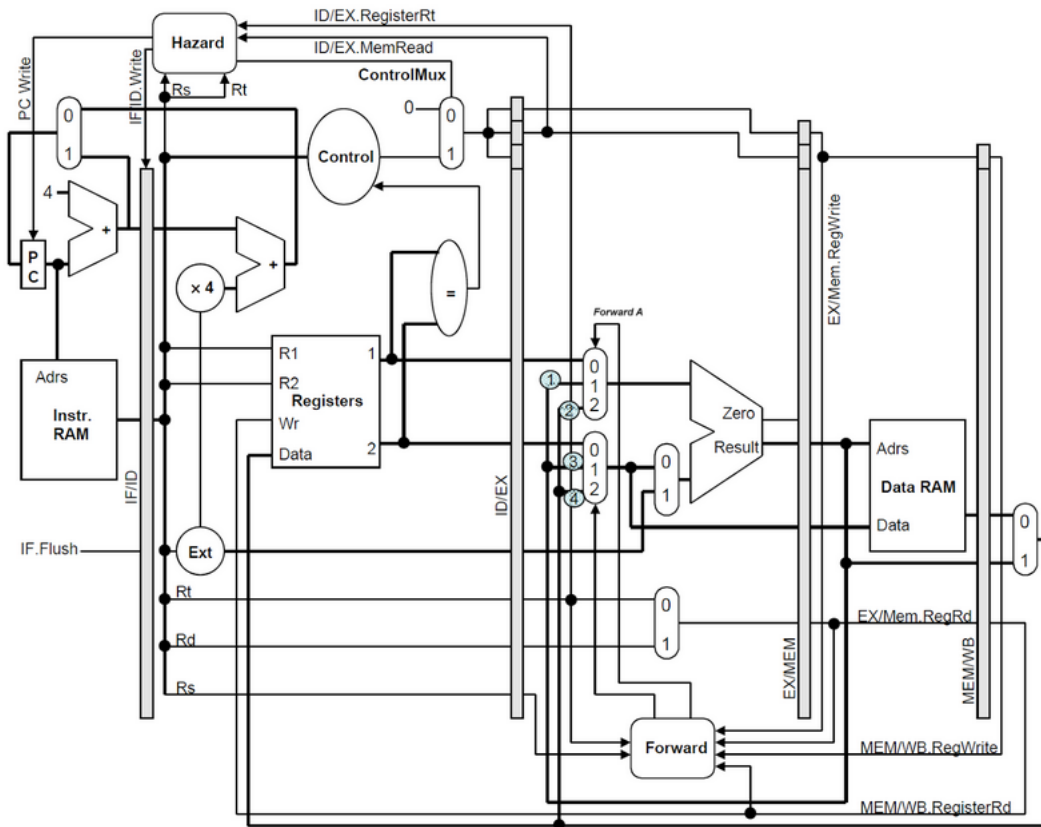 ID/EX.RegisterRt
Hazard
ID/EX.MemRead
ControlMux
PC Write
IF/ID.Write
Rs
Rt
0
0
0
1
1
Control
4
+
+
PC
× 4
=
EX/Mem.RegWrite
Forward A
Adrs
Instr.
RAM
R1
R2
Wr
Data
Registers
1
2
0
1
2
1
2
0
1
2
3
4
0
1
Zero
Result
Adrs
Data RAM
Data
0
1
IF/ID
ID/EX
IF.Flush
Ext
Rt
Rd
Rs
0
1
EX/MEM
EX/Mem.RegRd
MEM/WB
Forward
MEM/WB.RegWrite
MEM/WB.RegisterRd